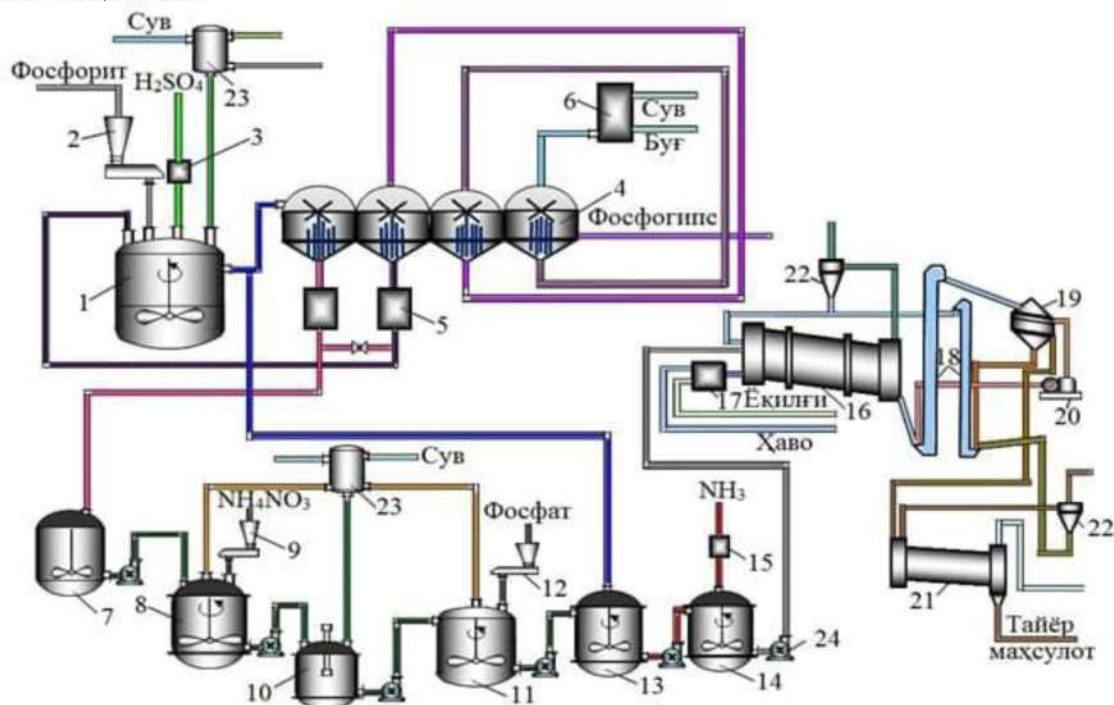 Сув
Фосфорит
H₂SO₄
23
2
3
6
Сув
Буғ
4
Фосфогипс
1
5
22
19
18
17
Ёқилғи
16
20
Ҳаво
Сув
23
NH₄NO₃
9
Фосфат
12
NH₃
15
22
7
8
10
11
13
14
24
21
Тайёр
маҳсулот